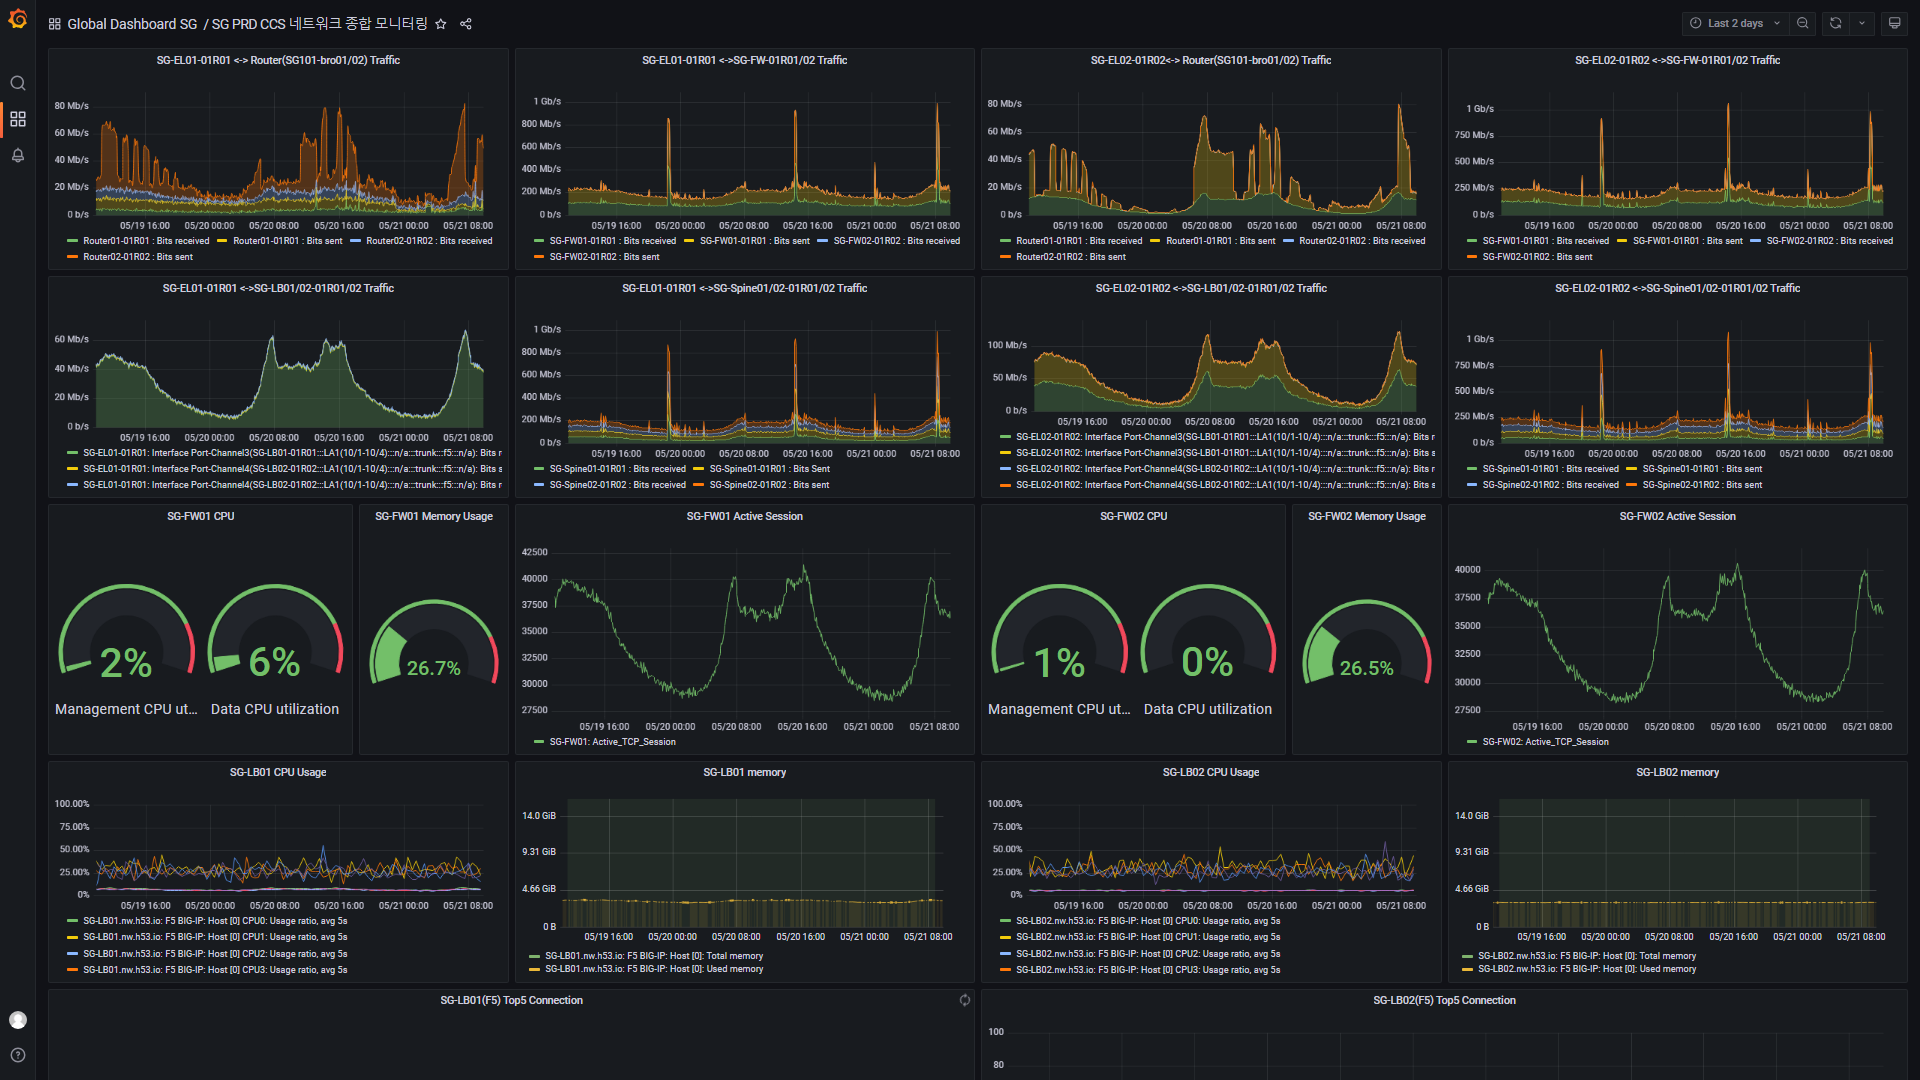 Global Dashboard SG / SG PRD CCS 네트워크 종합 모니터링
Last 2 days
SG-EL01-01R01 <-> Router(SG101-bro01/02) Traffic
80 Mb/s
60 Mb/s
40 Mb/s
20 Mb/s
0 b/s
05/19 16:00 05/20 00:00 05/20 08:00 05/20 16:00 05/21 00:00 05/21 08:00
Router01-01R01 : Bits received Router01-01R01 : Bits sent Router02-01R02 : Bits received
Router02-01R02 : Bits sent
SG-EL01-01R01 <->SG-FW-01R01/02 Traffic
1 Gb/s
800 Mb/s
600 Mb/s
400 Mb/s
200 Mb/s
0 b/s
05/19 16:00 05/20 00:00 05/20 08:00 05/20 16:00 05/21 00:00 05/21 08:00
SG-FW01-01R01 : Bits received SG-FW01-01R01 : Bits sent SG-FW02-01R02 : Bits received
SG-FW02-01R02 : Bits sent
SG-EL02-01R02<-> Router(SG101-bro01/02) Traffic
80 Mb/s
60 Mb/s
40 Mb/s
20 Mb/s
0 b/s
05/19 16:00 05/20 00:00 05/20 08:00 05/20 16:00 05/21 00:00 05/21 08:00
Router01-01R01 : Bits received Router01-01R01 : Bits sent Router02-01R02 : Bits received
Router02-01R02 : Bits sent
SG-EL02-01R02 <->SG-FW-01R01/02 Traffic
1 Gb/s
750 Mb/s
500 Mb/s
250 Mb/s
0 b/s
05/19 16:00 05/20 00:00 05/20 08:00 05/20 16:00 05/21 00:00 05/21 08:00
SG-FW01-01R01 : Bits received SG-FW01-01R01 : Bits sent SG-FW02-01R02 : Bits received
SG-FW02-01R02 : Bits sent
SG-EL01-01R01 <->SG-LB01/02-01R01/02 Traffic
60 Mb/s
40 Mb/s
20 Mb/s
0 b/s
05/19 16:00 05/20 00:00 05/20 08:00 05/20 16:00 05/21 00:00 05/21 08:00
SG-EL01-01R01: Interface Port-Channel3(SG-LB01-01R01:::LA1(10/1-10/4):::n/a:::trunk:::f5:::n/a): Bits r
SG-EL01-01R01: Interface Port-Channel4(SG-LB02-01R02:::LA1(10/1-10/4):::n/a:::trunk:::f5:::n/a): Bits s
SG-EL01-01R01: Interface Port-Channel4(SG-LB02-01R02:::LA1(10/1-10/4):::n/a:::trunk:::f5:::n/a): Bits r
SG-EL01-01R01 <->SG-Spine01/02-01R01/02 Traffic
1 Gb/s
800 Mb/s
600 Mb/s
400 Mb/s
200 Mb/s
0 b/s
05/19 16:00 05/20 00:00 05/20 08:00 05/20 16:00 05/21 00:00 05/21 08:00
SG-Spine01-01R01 : Bits received SG-Spine01-01R01 : Bits Sent
SG-Spine02-01R02 : Bits received SG-Spine02-01R02 : Bits sent
SG-EL02-01R02 <->SG-LB01/02-01R01/02 Traffic
100 Mb/s
50 Mb/s
0 b/s
05/19 16:00 05/20 00:00 05/20 08:00 05/20 16:00 05/21 00:00 05/21 08:00
SG-EL02-01R02: Interface Port-Channel3(SG-LB01-01R01:::LA1(10/1-10/4):::n/a:::trunk:::f5:::n/a): Bits r
SG-EL02-01R02: Interface Port-Channel3(SG-LB01-01R01:::LA1(10/1-10/4):::n/a:::trunk:::f5:::n/a): Bits s
SG-EL02-01R02: Interface Port-Channel4(SG-LB02-01R02:::LA1(10/1-10/4):::n/a:::trunk:::f5:::n/a): Bits r
SG-EL02-01R02: Interface Port-Channel4(SG-LB02-01R02:::LA1(10/1-10/4):::n/a:::trunk:::f5:::n/a): Bits s
SG-EL02-01R02 <->SG-Spine01/02-01R01/02 Traffic
1 Gb/s
750 Mb/s
500 Mb/s
250 Mb/s
0 b/s
05/19 16:00 05/20 00:00 05/20 08:00 05/20 16:00 05/21 00:00 05/21 08:00
SG-Spine01-01R01 : Bits received SG-Spine01-01R01 : Bits sent
SG-Spine02-01R02 : Bits received SG-Spine02-01R02 : Bits sent
SG-FW01 CPU
2% 6%
Management CPU ut... Data CPU utilization
SG-FW01 Memory Usage
26.7%
SG-FW01 Active Session
42500
40000
37500
35000
32500
30000
27500
05/19 16:00 05/20 00:00 05/20 08:00 05/20 16:00 05/21 00:00 05/21 08:00
SG-FW01: Active_TCP_Session
SG-FW02 CPU
1% 0%
Management CPU ut... Data CPU utilization
SG-FW02 Memory Usage
26.5%
SG-FW02 Active Session
40000
37500
35000
32500
30000
27500
05/19 16:00 05/20 00:00 05/20 08:00 05/20 16:00 05/21 00:00 05/21 08:00
SG-FW02: Active_TCP_Session
SG-LB01 CPU Usage
100.00%
75.00%
50.00%
25.00%
0%
05/19 16:00 05/20 00:00 05/20 08:00 05/20 16:00 05/21 00:00 05/21 08:00
SG-LB01.nw.h53.io: F5 BIG-IP: Host [0] CPU0: Usage ratio, avg 5s
SG-LB01.nw.h53.io: F5 BIG-IP: Host [0] CPU1: Usage ratio, avg 5s
SG-LB01.nw.h53.io: F5 BIG-IP: Host [0] CPU2: Usage ratio, avg 5s
SG-LB01.nw.h53.io: F5 BIG-IP: Host [0] CPU3: Usage ratio, avg 5s
SG-LB01 memory
14.0 GiB
9.31 GiB
4.66 GiB
0 B
05/19 16:00 05/20 00:00 05/20 08:00 05/20 16:00 05/21 00:00 05/21 08:00
SG-LB01.nw.h53.io: F5 BIG-IP: Host [0]: Total memory
SG-LB01.nw.h53.io: F5 BIG-IP: Host [0]: Used memory
SG-LB02 CPU Usage
100.00%
75.00%
50.00%
25.00%
0%
05/19 16:00 05/20 00:00 05/20 08:00 05/20 16:00 05/21 00:00 05/21 08:00
SG-LB02.nw.h53.io: F5 BIG-IP: Host [0] CPU0: Usage ratio, avg 5s
SG-LB02.nw.h53.io: F5 BIG-IP: Host [0] CPU1: Usage ratio, avg 5s
SG-LB02.nw.h53.io: F5 BIG-IP: Host [0] CPU2: Usage ratio, avg 5s
SG-LB02.nw.h53.io: F5 BIG-IP: Host [0] CPU3: Usage ratio, avg 5s
SG-LB02 memory
14.0 GiB
9.31 GiB
4.66 GiB
0 B
05/19 16:00 05/20 00:00 05/20 08:00 05/20 16:00 05/21 00:00 05/21 08:00
SG-LB02.nw.h53.io: F5 BIG-IP: Host [0]: Total memory
SG-LB02.nw.h53.io: F5 BIG-IP: Host [0]: Used memory
SG-LB01(F5) Top5 Connection
SG-LB02(F5) Top5 Connection
100
80